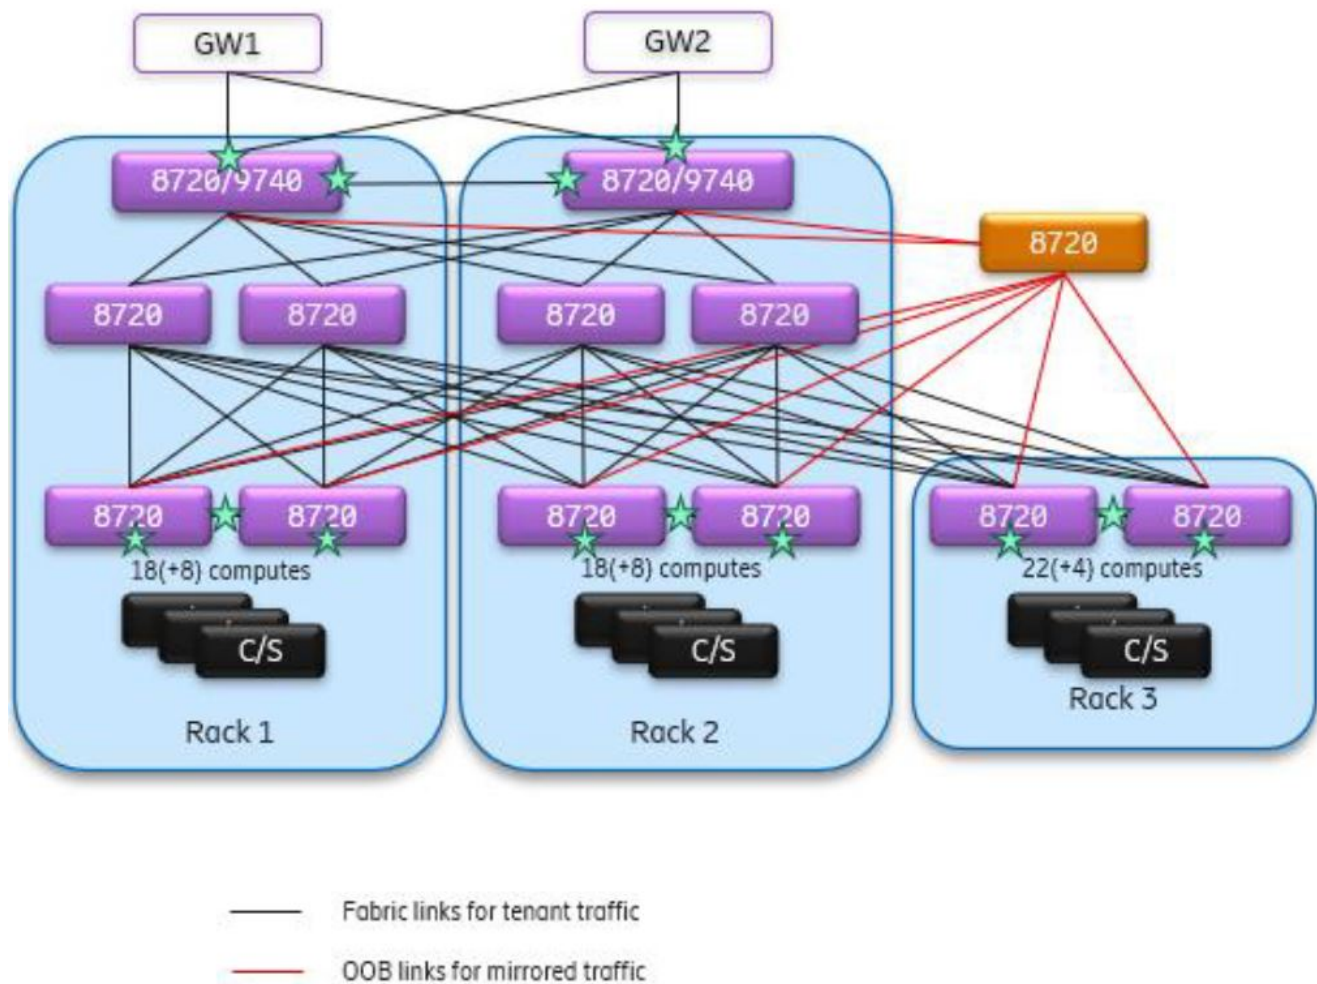 GW1
GW2
8720/9740
8720/9740
8720
8720
8720
8720
8720
8720
8720
8720
8720
8720
8720
18(+8) computes
18(+8) computes
22(+4) computes
C/S
C/S
C/S
Rack 1
Rack 2
Rack 3
Fabric links for tenant traffic
OOB links for mirrored traffic